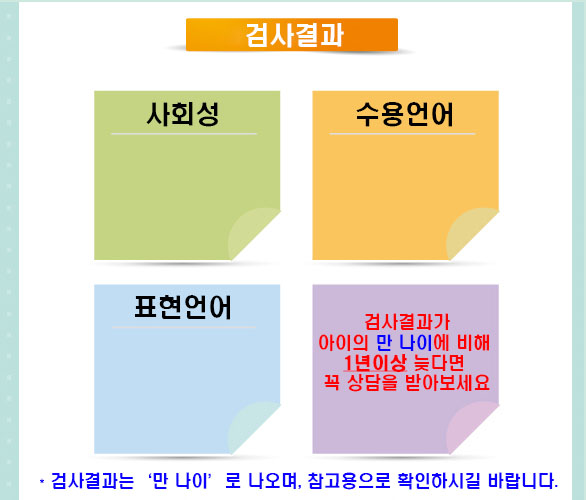 검사결과
사회성
수용언어
표현언어
검사결과가
아이의 만 나이에 비해
1년이상 늦다면
꼭 상담을 받아보세요
* 검사결과는 ‘만 나이’ 로 나오며, 참고용으로 확인하시길 바랍니다.